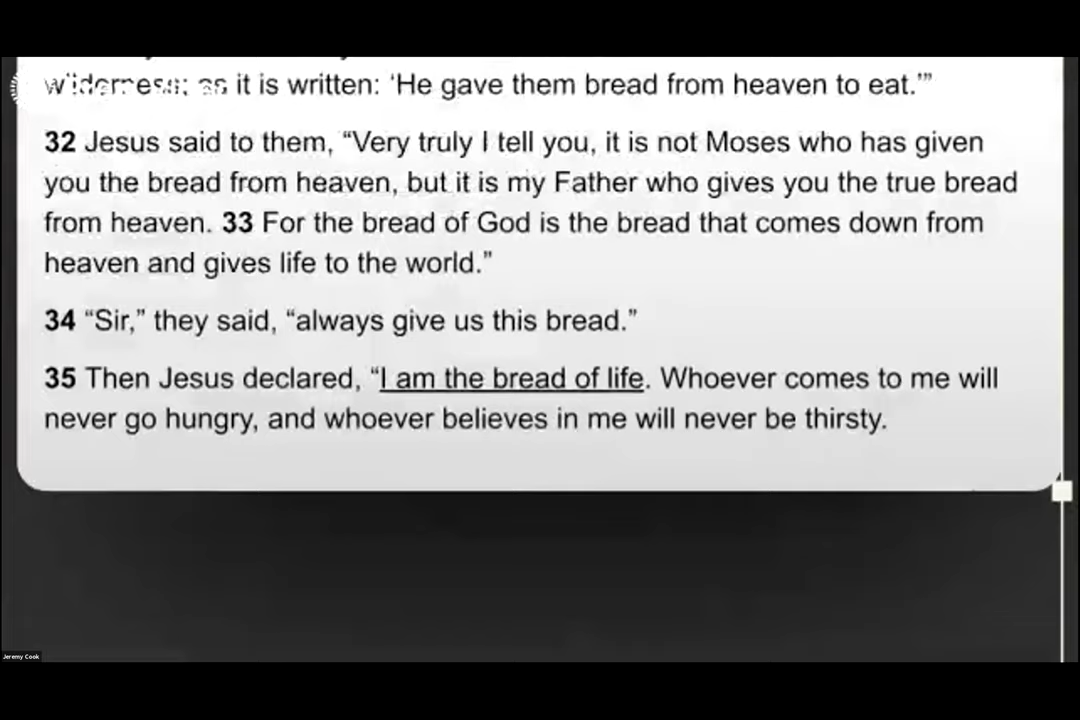 wilderness; as it is written: ‘He gave them bread from heaven to eat.’”
32 Jesus said to them, “Very truly I tell you, it is not Moses who has given
you the bread from heaven, but it is my Father who gives you the true bread
from heaven. 33 For the bread of God is the bread that comes down from
heaven and gives life to the world.”
34 “Sir,” they said, “always give us this bread.”
35 Then Jesus declared, “I am the bread of life. Whoever comes to me will
never go hungry, and whoever believes in me will never be thirsty.
Jeremy Cook